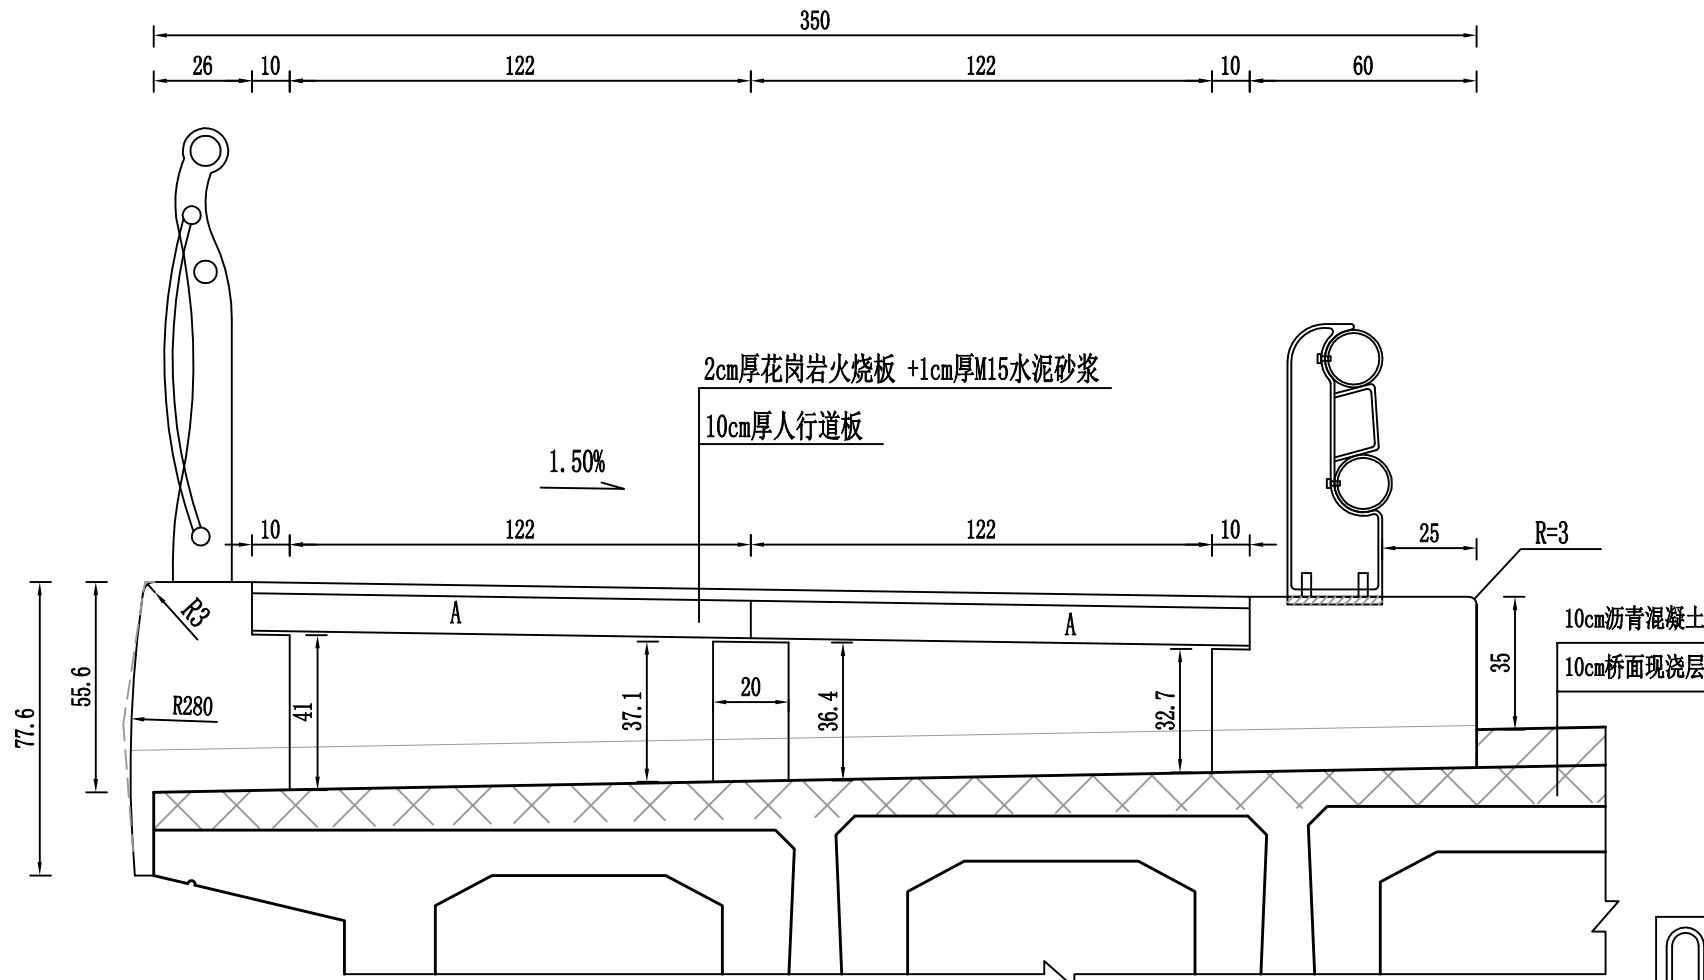 350
26 10 122 122 10 60
2cm厚花岗岩火烧板 +1cm厚M15水泥砂浆
10cm厚人行道板
1.50%
10 122 122 10 25 R=3
R3
A A
10cm沥青混凝土
10cm桥面现浇层
77.6 55.6 R280 41 37.1 20 36.4 32.7 35